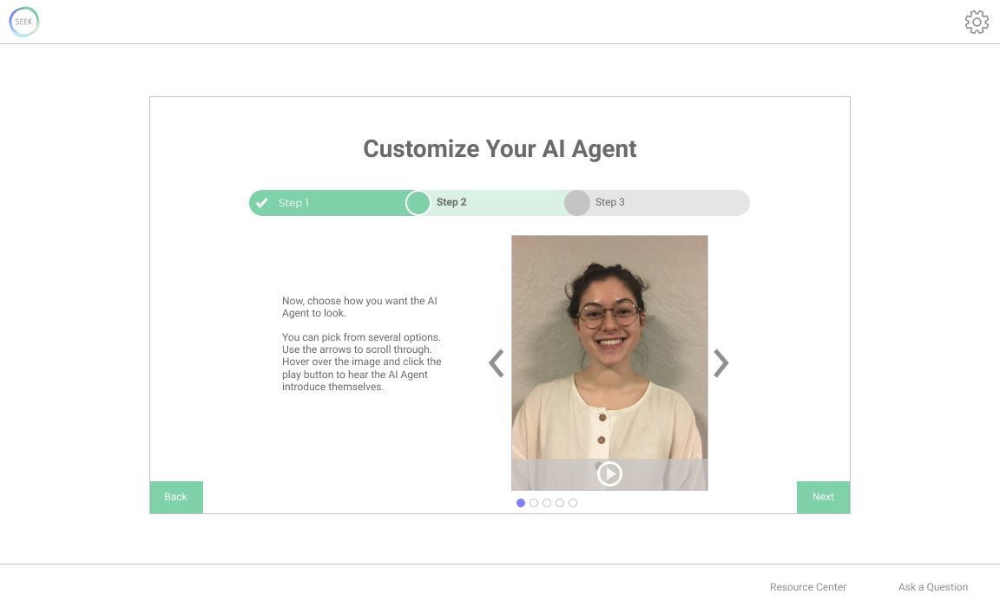 SEEK.
Customize Your AI Agent
Step 1
Step 2
Step 3
Now, choose how you want the AI
Agent to look.
You can pick from several options.
Use the arrows to scroll through.
Hover over the image and click the
play button to hear the AI Agent
introduce themselves.
Back
Next
Resource Center
Ask a Question